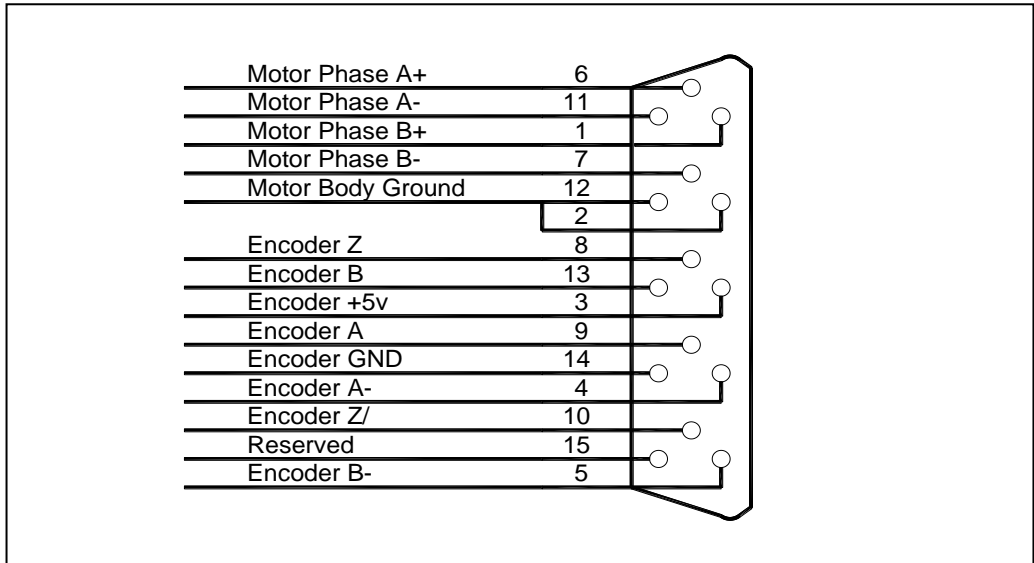 Motor Phase A+ 6
Motor Phase A- 11
Motor Phase B+ 1
Motor Phase B- 7
Motor Body Ground 12
2
Encoder Z 8
Encoder B 13
Encoder +5v 3
Encoder A 9
Encoder GND 14
Encoder A- 4
Encoder Z/ 10
Reserved 15
Encoder B- 5